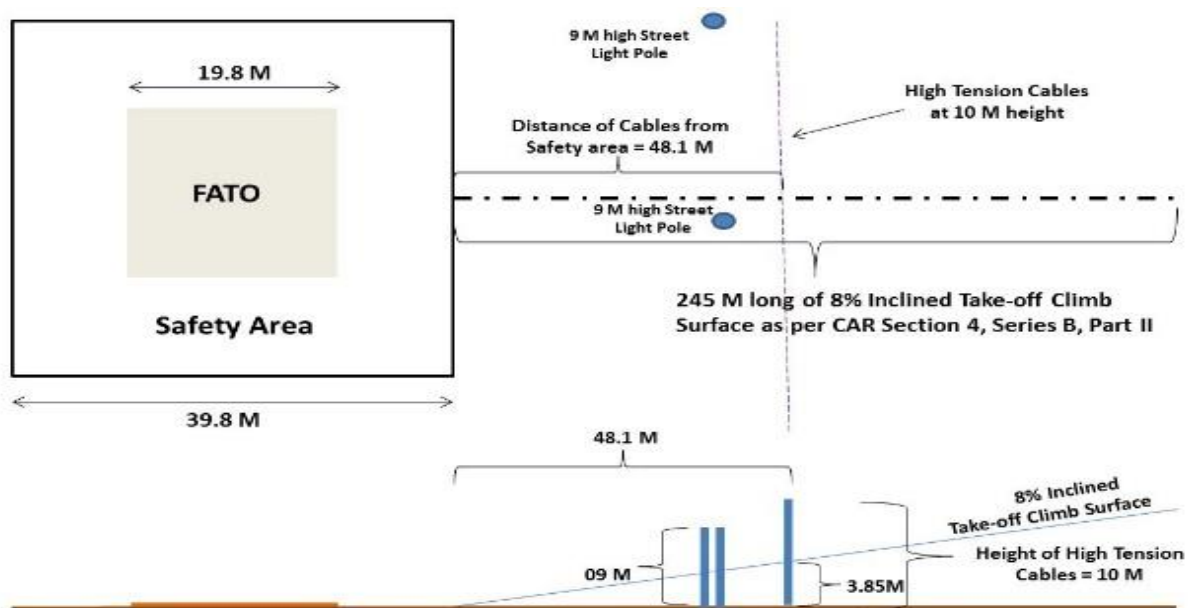 9 M high Street
Light Pole
19.8 M
High Tension Cables
at 10 M height
Distance of Cables from
Safety area = 48.1 M
FATO
9 M high Street
Light Pole
245 M long of 8% Inclined Take-off Climb
Surface as per CAR Section 4, Series B, Part II
Safety Area
39.8 M
48.1 M
8% Inclined
Take-off Climb Surface
09 M
3.85M
Height of High Tension
Cables = 10 M